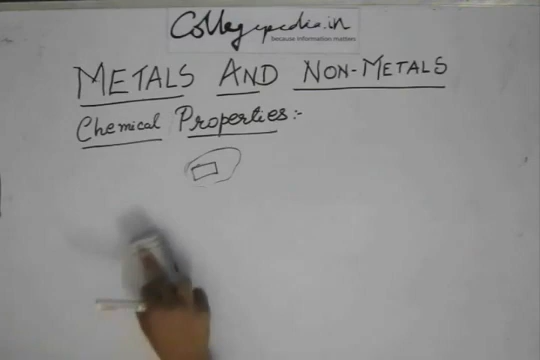 Collegepedia.in
because information matters
METALS AND NON-METALS
Chemical Properties:-